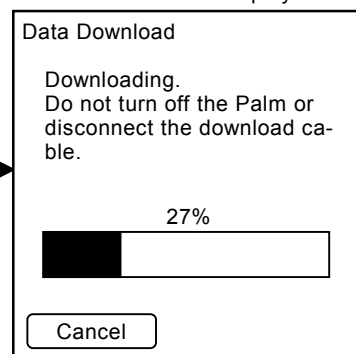 Data Download
Downloading.
Do not turn off the Palm or
disconnect the download ca-
ble.
27%
Cancel